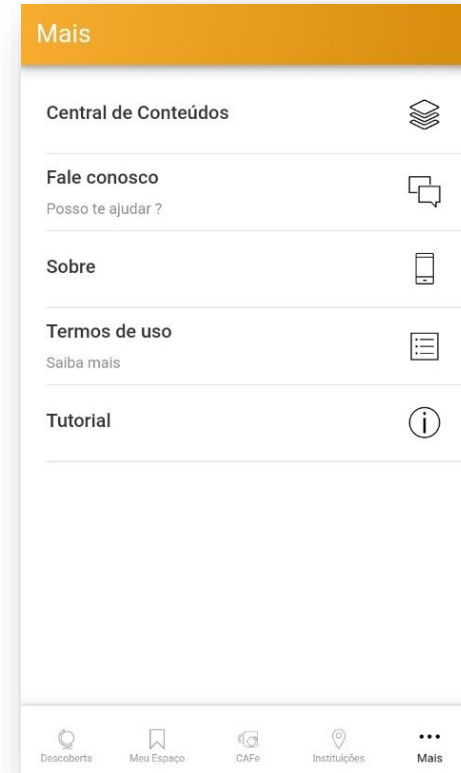 Mais
Central de Conteúdos
Fale conosco
Posso te ajudar ?
Sobre
Termos de uso
Saiba mais
Tutorial
Descoberta
Meu Espaço
CAFe
Instituições
Mais